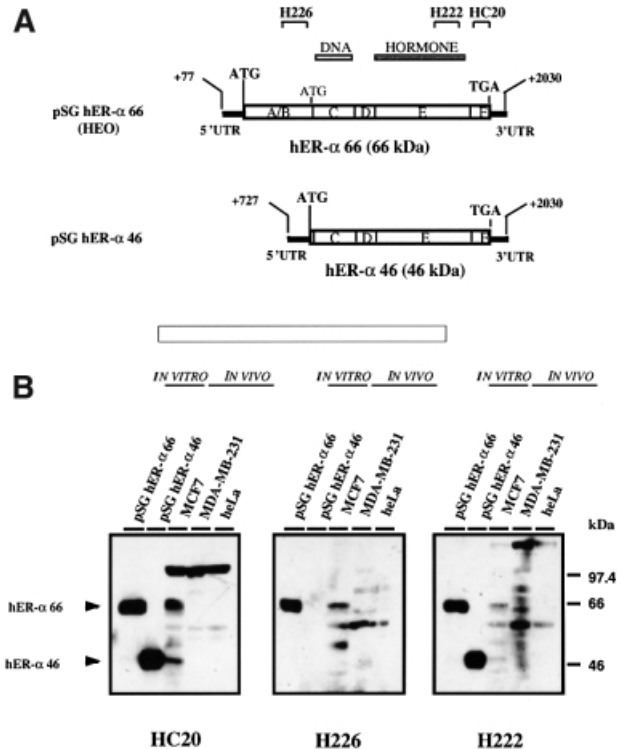 A
H226
H222
HC20
DNA
HORMONE
+77
ATG
ATG
TGA
+2030
pSG hER-α 66
(HEO)
A/B C D E F
5'UTR
3'UTR
hER-α 66 (66 kDa)
+727
ATG
TGA
+2030
pSG hER-α 46
C D E F
5'UTR
3'UTR
hER-α 46 (46 kDa)
B
IN VITRO IN VIVO
IN VITRO IN VIVO
IN VITRO IN VIVO
pSG hER-α 66
pSG hER-α 46
MCF7
MDA-MB-231
heLa
pSG hER-α 66
pSG hER-α 46
MCF7
MDA-MB-231
heLa
pSG hER-α 66
pSG hER-α 46
MCF7
MDA-MB-231
heLa
kDa
97.4
hER-α 66
66
hER-α 46
46
HC20
H226
H222